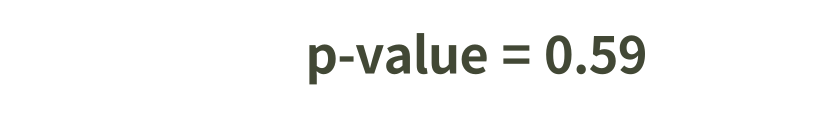 p-value = 0.59